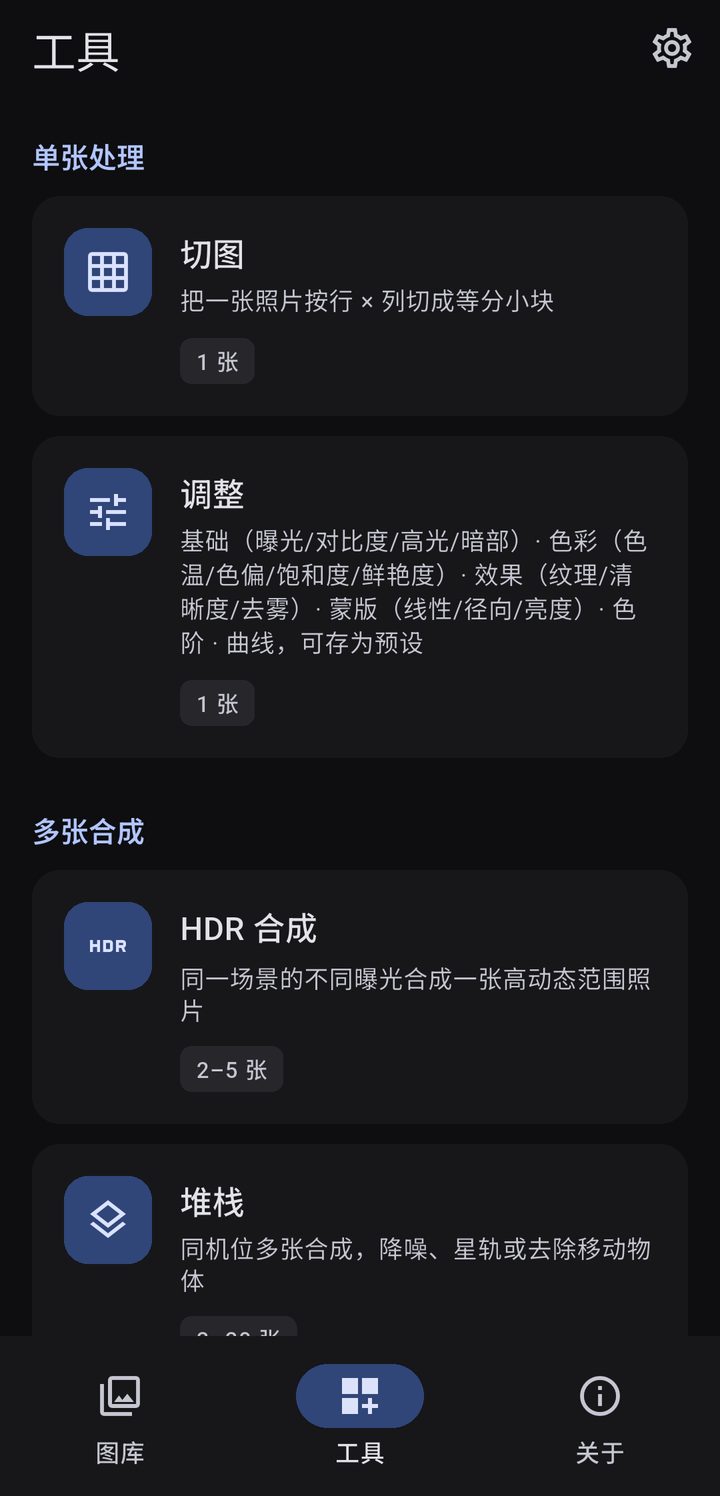 工具
单张处理
切图
把一张照片按行 × 列切成等分小块
1 张
调整
基础（曝光/对比度/高光/暗部）· 色彩（色
温/色偏/饱和度/鲜艳度）· 效果（纹理/清
晰度/去雾）· 蒙版（线性/径向/亮度）· 色
阶 · 曲线，可存为预设
1 张
多张合成
HDR
HDR 合成
同一场景的不同曝光合成一张高动态范围照
片
2–5 张
堆栈
同机位多张合成，降噪、星轨或去除移动物
体
图库
工具
关于